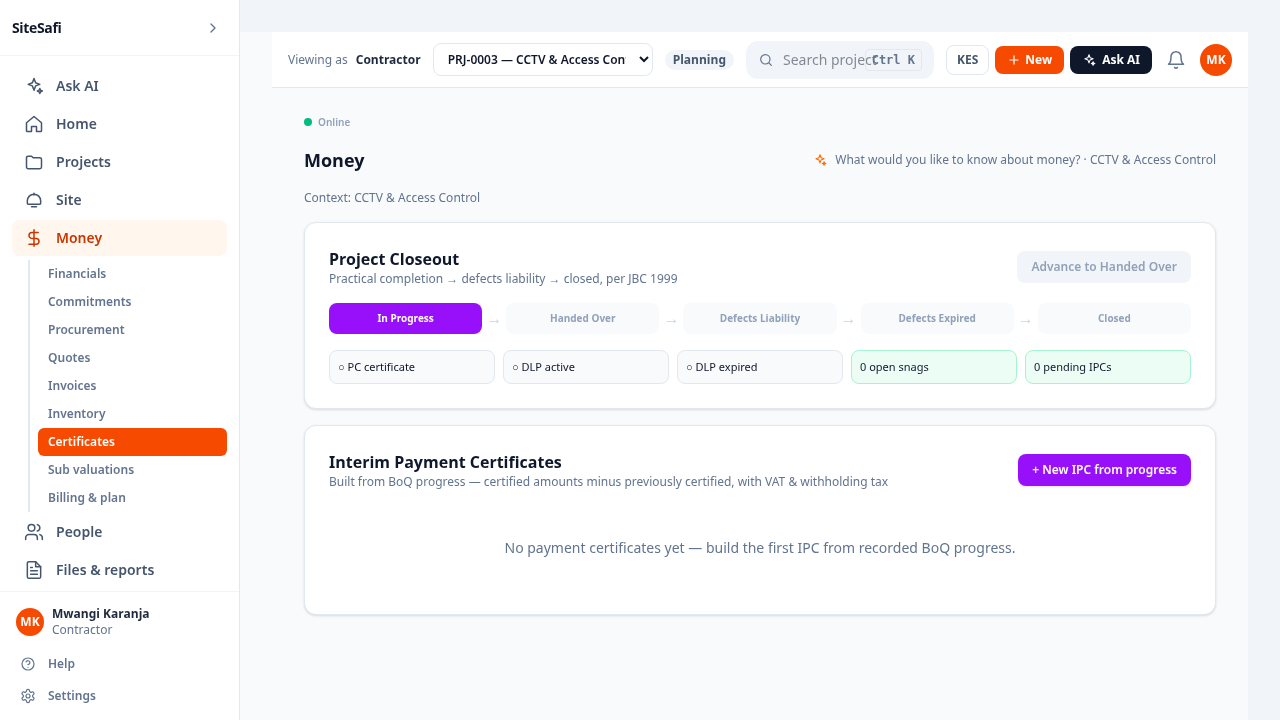 SiteSafi
Ask AI
Home
Projects
Site
Money
Financials
Commitments
Procurement
Quotes
Invoices
Inventory
Certificates
Sub valuations
Billing & plan
People
Files & reports
MK
Mwangi Karanja
Contractor
Help
Settings
Viewing as Contractor
PRJ-0003 — CCTV & Access Con
Planning
Search project
Ctrl K
KES
New
Ask AI
MK
Online
Money
What would you like to know about money? · CCTV & Access Control
Context: CCTV & Access Control
Project Closeout
Practical completion → defects liability → closed, per JBC 1999
Advance to Handed Over
In Progress → Handed Over → Defects Liability → Defects Expired → Closed
○ PC certificate
○ DLP active
○ DLP expired
0 open snags
0 pending IPCs
Interim Payment Certificates
Built from BoQ progress — certified amounts minus previously certified, with VAT & withholding tax
+ New IPC from progress
No payment certificates yet — build the first IPC from recorded BoQ progress.